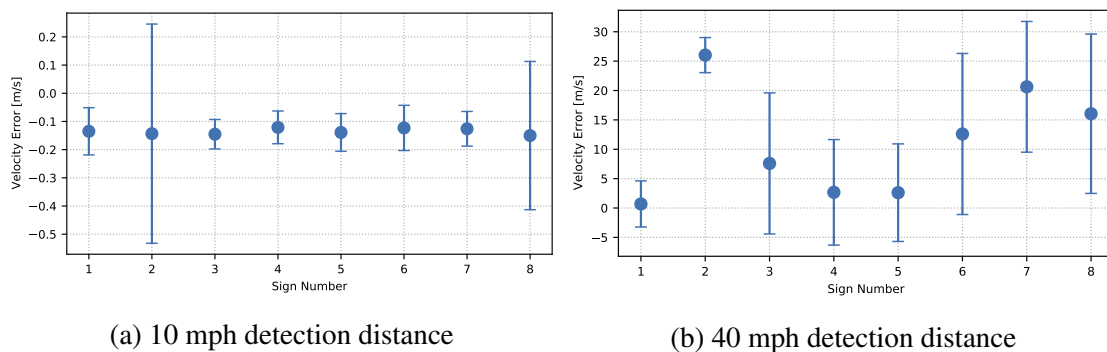 0.2
0.1
0.0
−0.1
−0.2
−0.3
−0.4
−0.5
Velocity Error [m/s]
1 2 3 4 5 6 7 8
Sign Number
(a) 10 mph detection distance
30
25
20
15
10
5
0
−5
Velocity Error [m/s]
1 2 3 4 5 6 7 8
Sign Number
(b) 40 mph detection distance